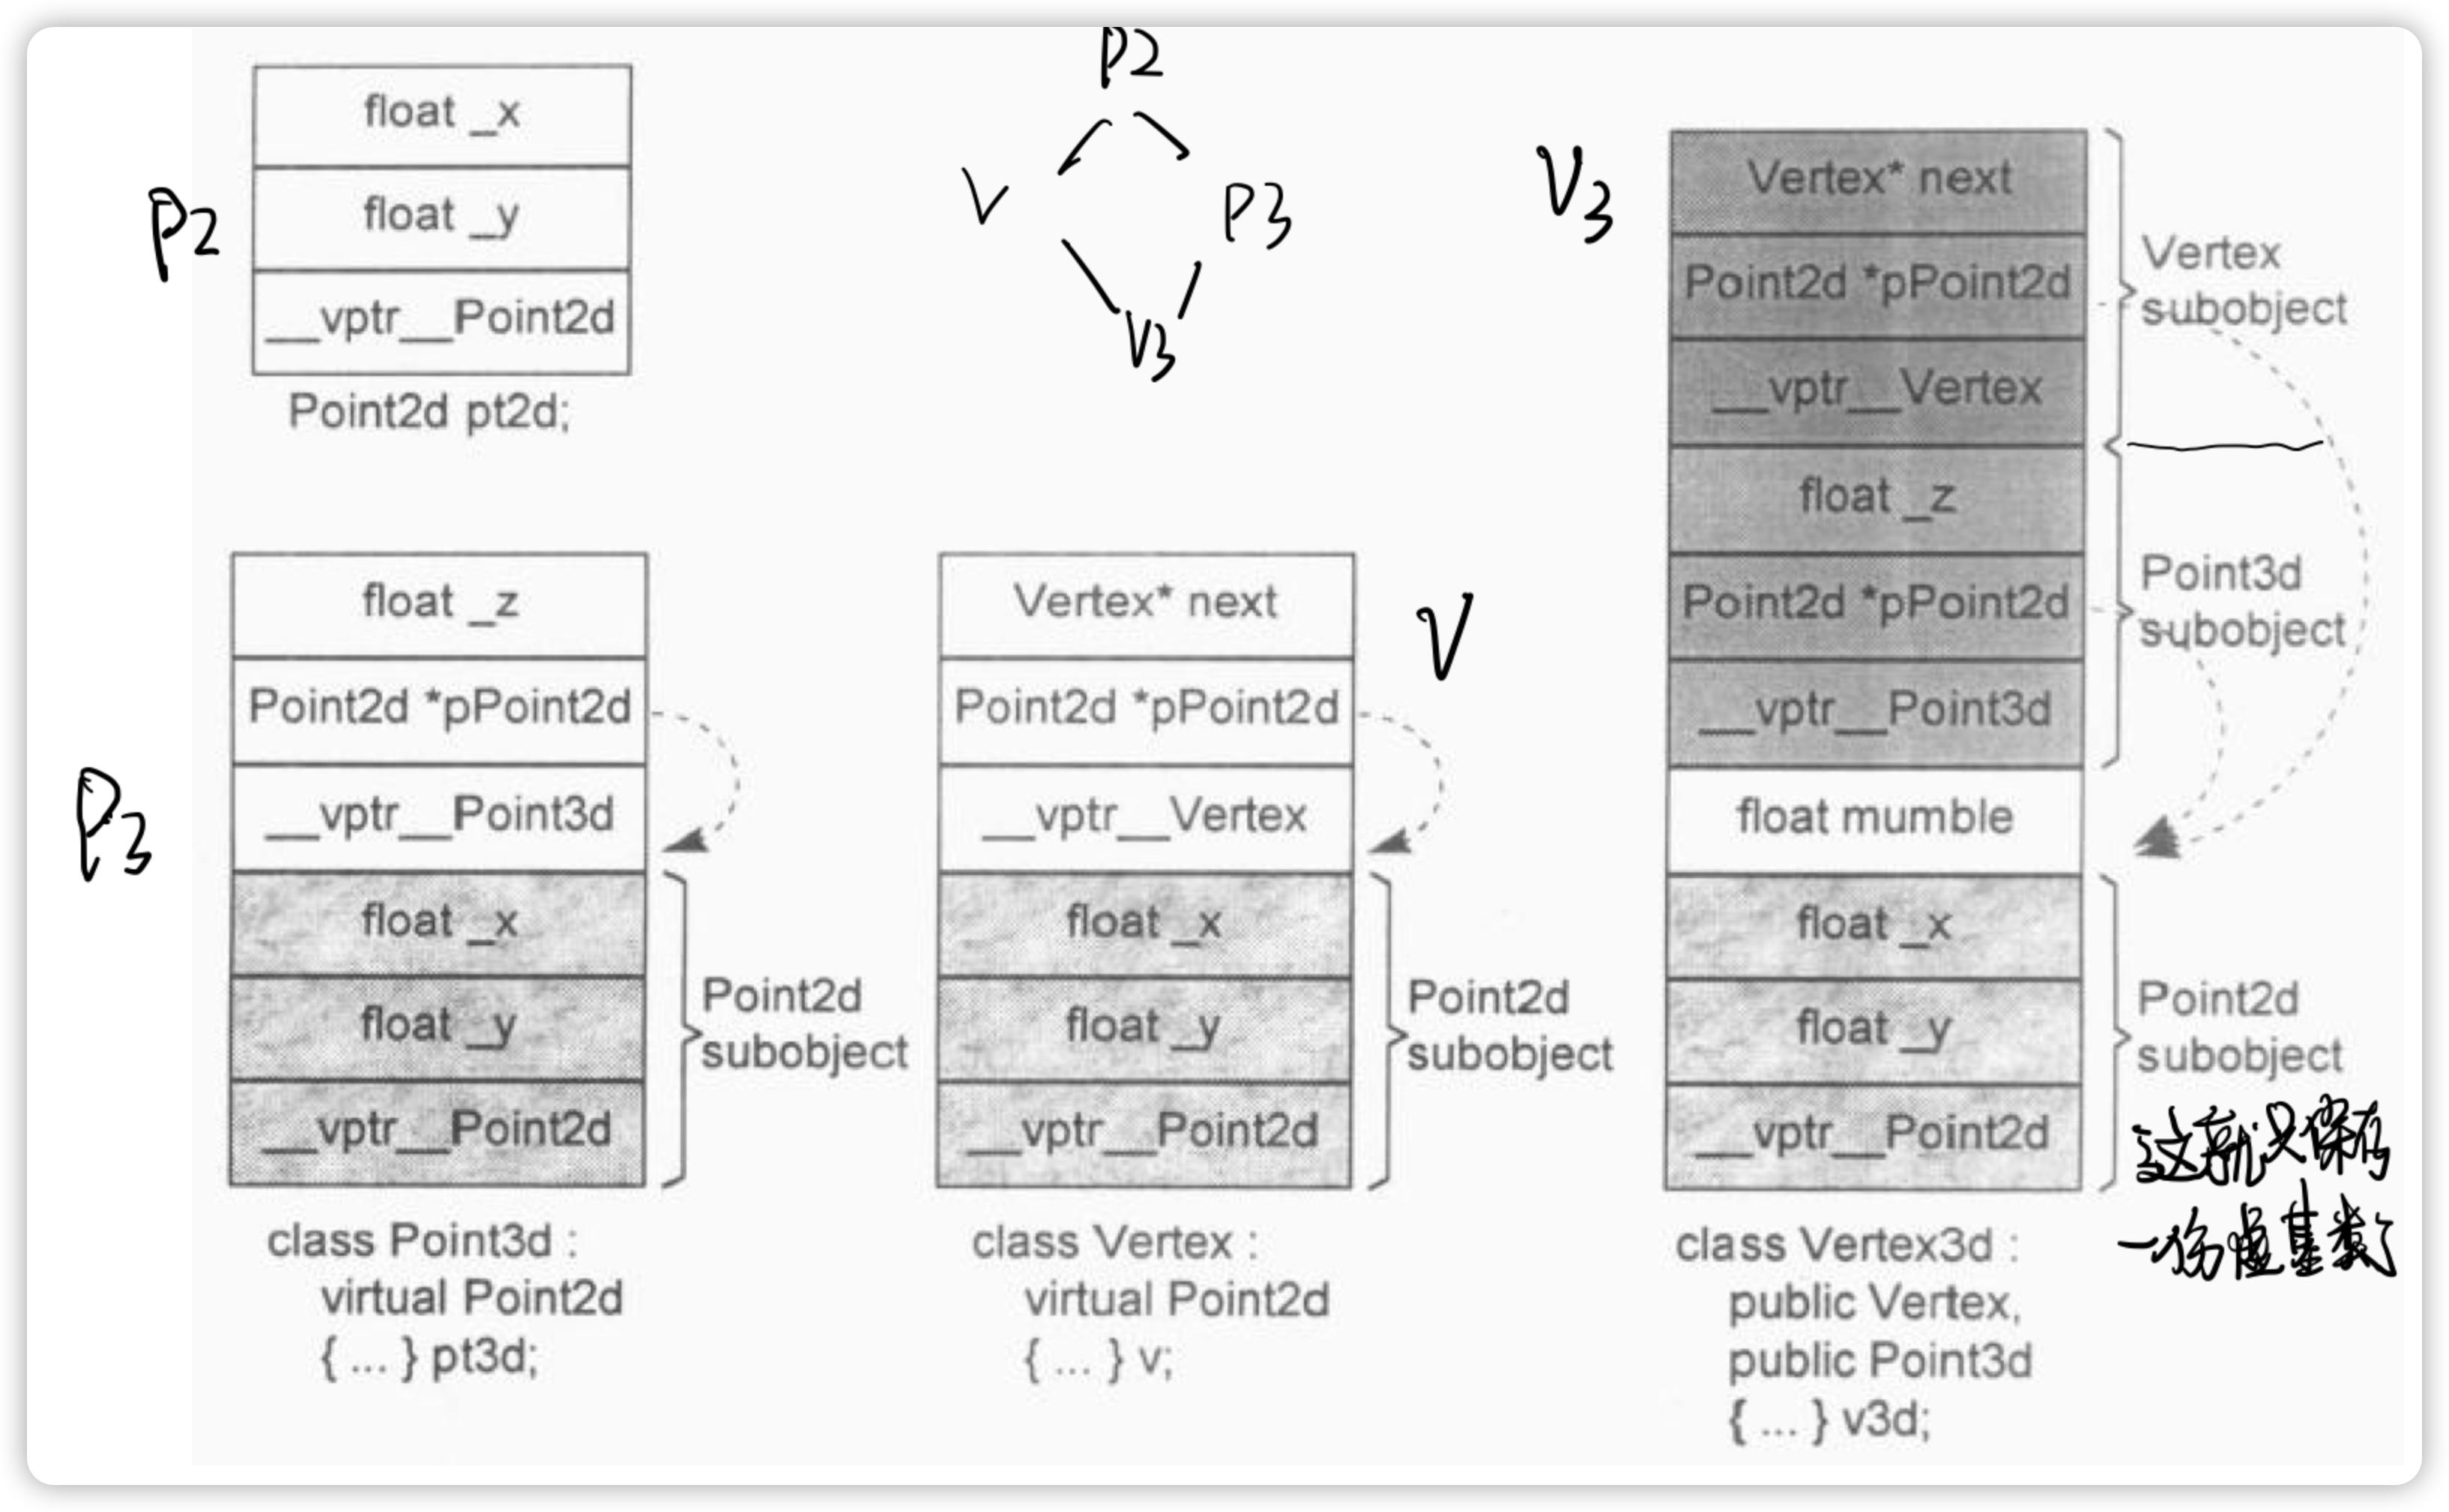 P2
float _x
float _y
__vptr__Point2d
Point2d pt2d;
P2
V
P3
V3
V3
Vertex* next
Point2d *pPoint2d
__vptr__Vertex
float _z
Point2d *pPoint2d
__vptr__Point3d
float mumble
float _x
float _y
__vptr__Point2d
Vertex
subobject
Point3d
subobject
Point2d
subobject
这就只保存
一份虚基类了
class Vertex3d :
public Vertex,
public Point3d
{ ... } v3d;
P3
float _z
Point2d *pPoint2d
__vptr__Point3d
float _x
float _y
__vptr__Point2d
Point2d
subobject
class Point3d :
virtual Point2d
{ ... } pt3d;
V
Vertex* next
Point2d *pPoint2d
__vptr__Vertex
float _x
float _y
__vptr__Point2d
Point2d
subobject
class Vertex :
virtual Point2d
{ ... } v;